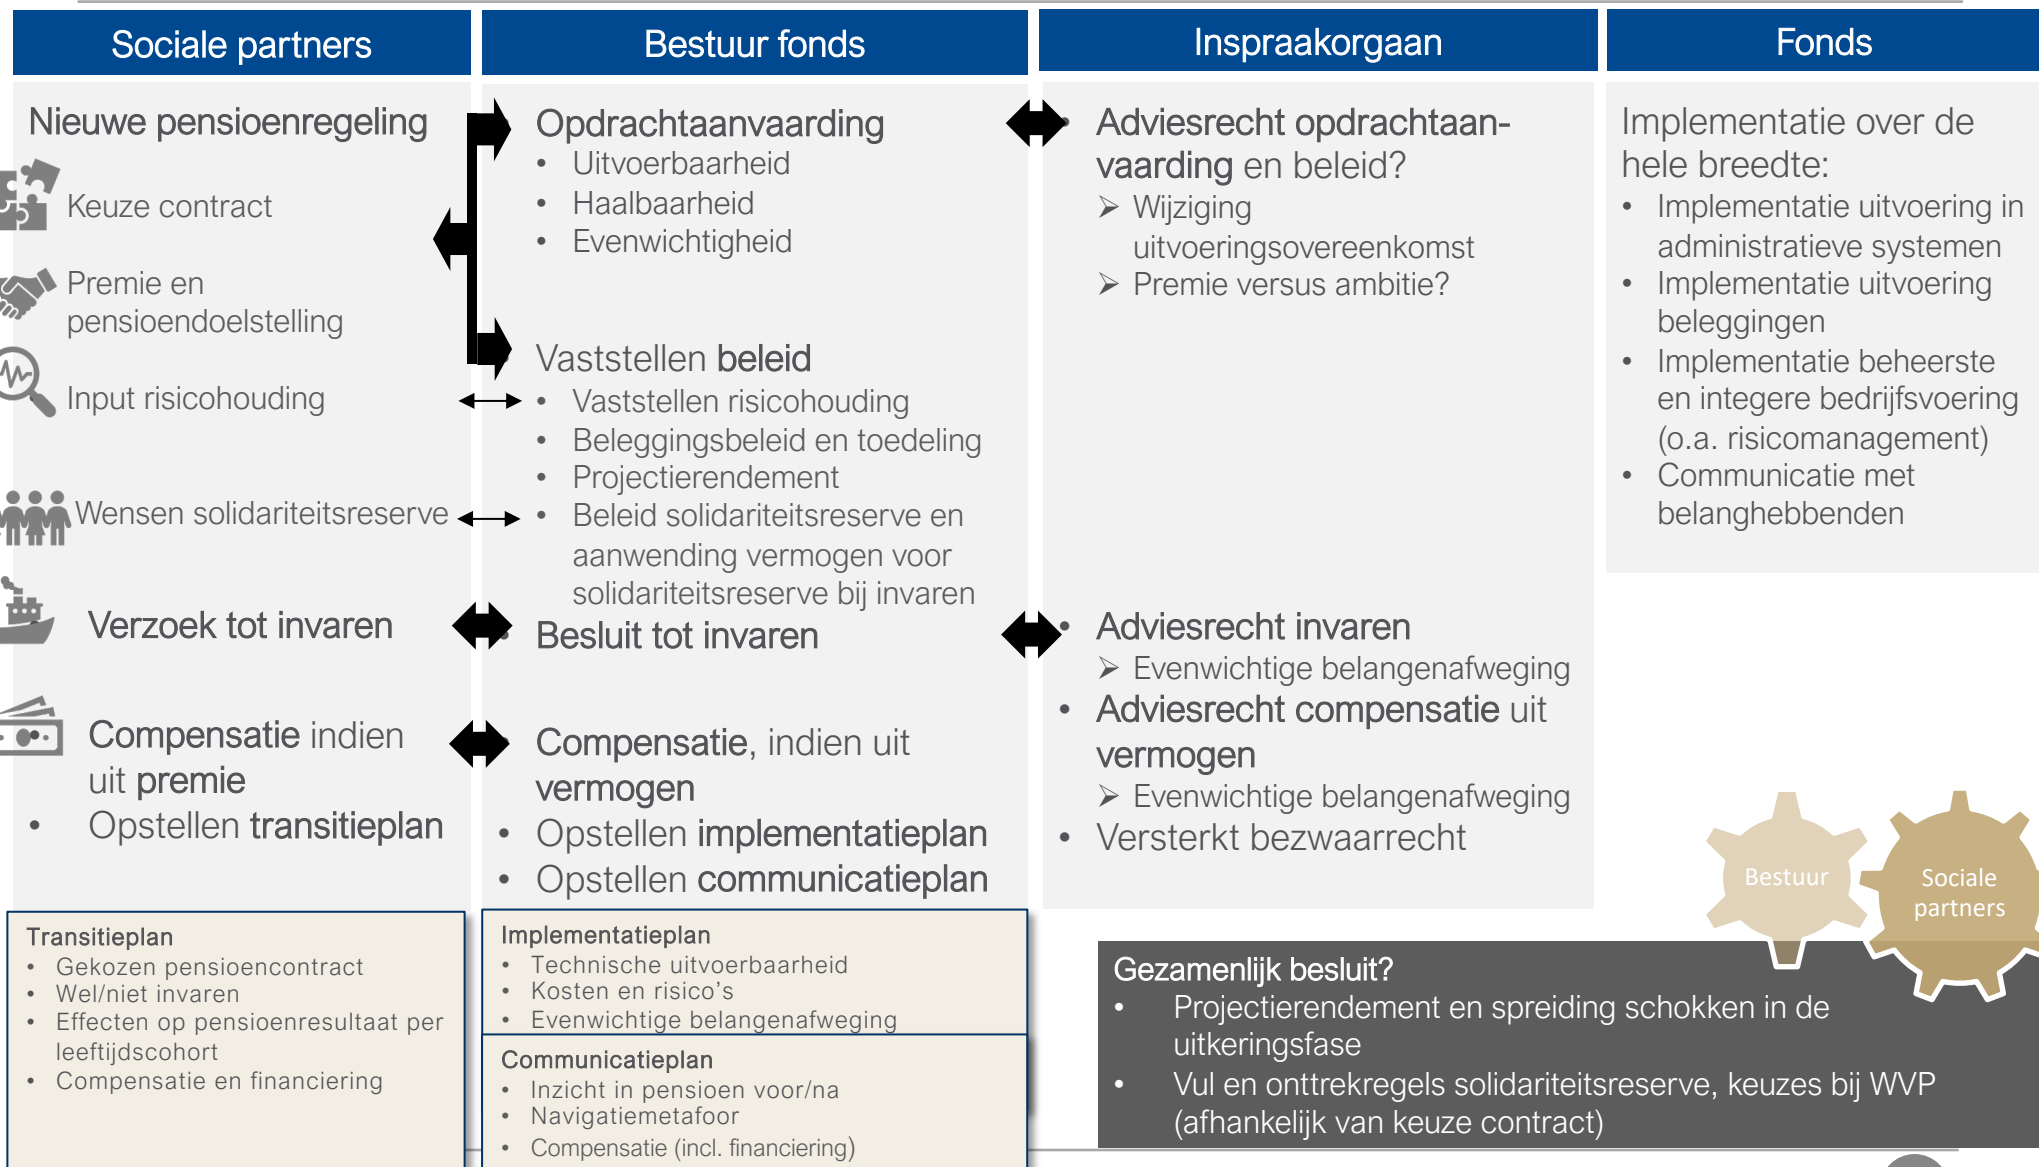 Sociale partners
Nieuwe pensioenregeling
Keuze contract
Premie en
pensioendoelstelling
Input risicohouding
Wensen solidariteitsreserve
Verzoek tot invaren
Compensatie indien
uit premie
• Opstellen transitieplan
Transitieplan
• Gekozen pensioencontract
• Wel/niet invaren
• Effecten op pensioenresultaat per
leeftijdscohort
• Compensatie en financiering
Bestuur fonds
Opdrachtaanvaarding
• Uitvoerbaarheid
• Haalbaarheid
• Evenwichtigheid
Vaststellen beleid
• Vaststellen risicohouding
• Beleggingsbeleid en toedeling
• Projectierendement
• Beleid solidariteitsreserve en
aanwending vermogen voor
solidariteitsreserve bij invaren
• Besluit tot invaren
Compensatie, indien uit
vermogen
• Opstellen implementatieplan
• Opstellen communicatieplan
Implementatieplan
• Technische uitvoerbaarheid
• Kosten en risico's
• Evenwichtige belangenafweging
Communicatieplan
• Inzicht in pensioen voor/na
• Navigatiemetafoor
• Compensatie (incl. financiering)
Inspraakorgaan
• Adviesrecht opdrachtaan-
vaarding en beleid?
➢ Wijziging
uitvoeringsovereenkomst
➢ Premie versus ambitie?
• Adviesrecht invaren
➢ Evenwichtige belangenafweging
• Adviesrecht compensatie uit
vermogen
➢ Evenwichtige belangenafweging
• Versterkt bezwaarrecht
Fonds
Implementatie over de
hele breedte:
• Implementatie uitvoering in
administratieve systemen
• Implementatie uitvoering
beleggingen
• Implementatie beheerste
en integere bedrijfsvoering
(o.a. risicomanagement)
• Communicatie met
belanghebbenden
Bestuur
Sociale
partners
Gezamenlijk besluit?
• Projectierendement en spreiding schokken in de
uitkeringsfase
• Vul en onttrekregels solidariteitsreserve, keuzes bij WVP
(afhankelijk van keuze contract)